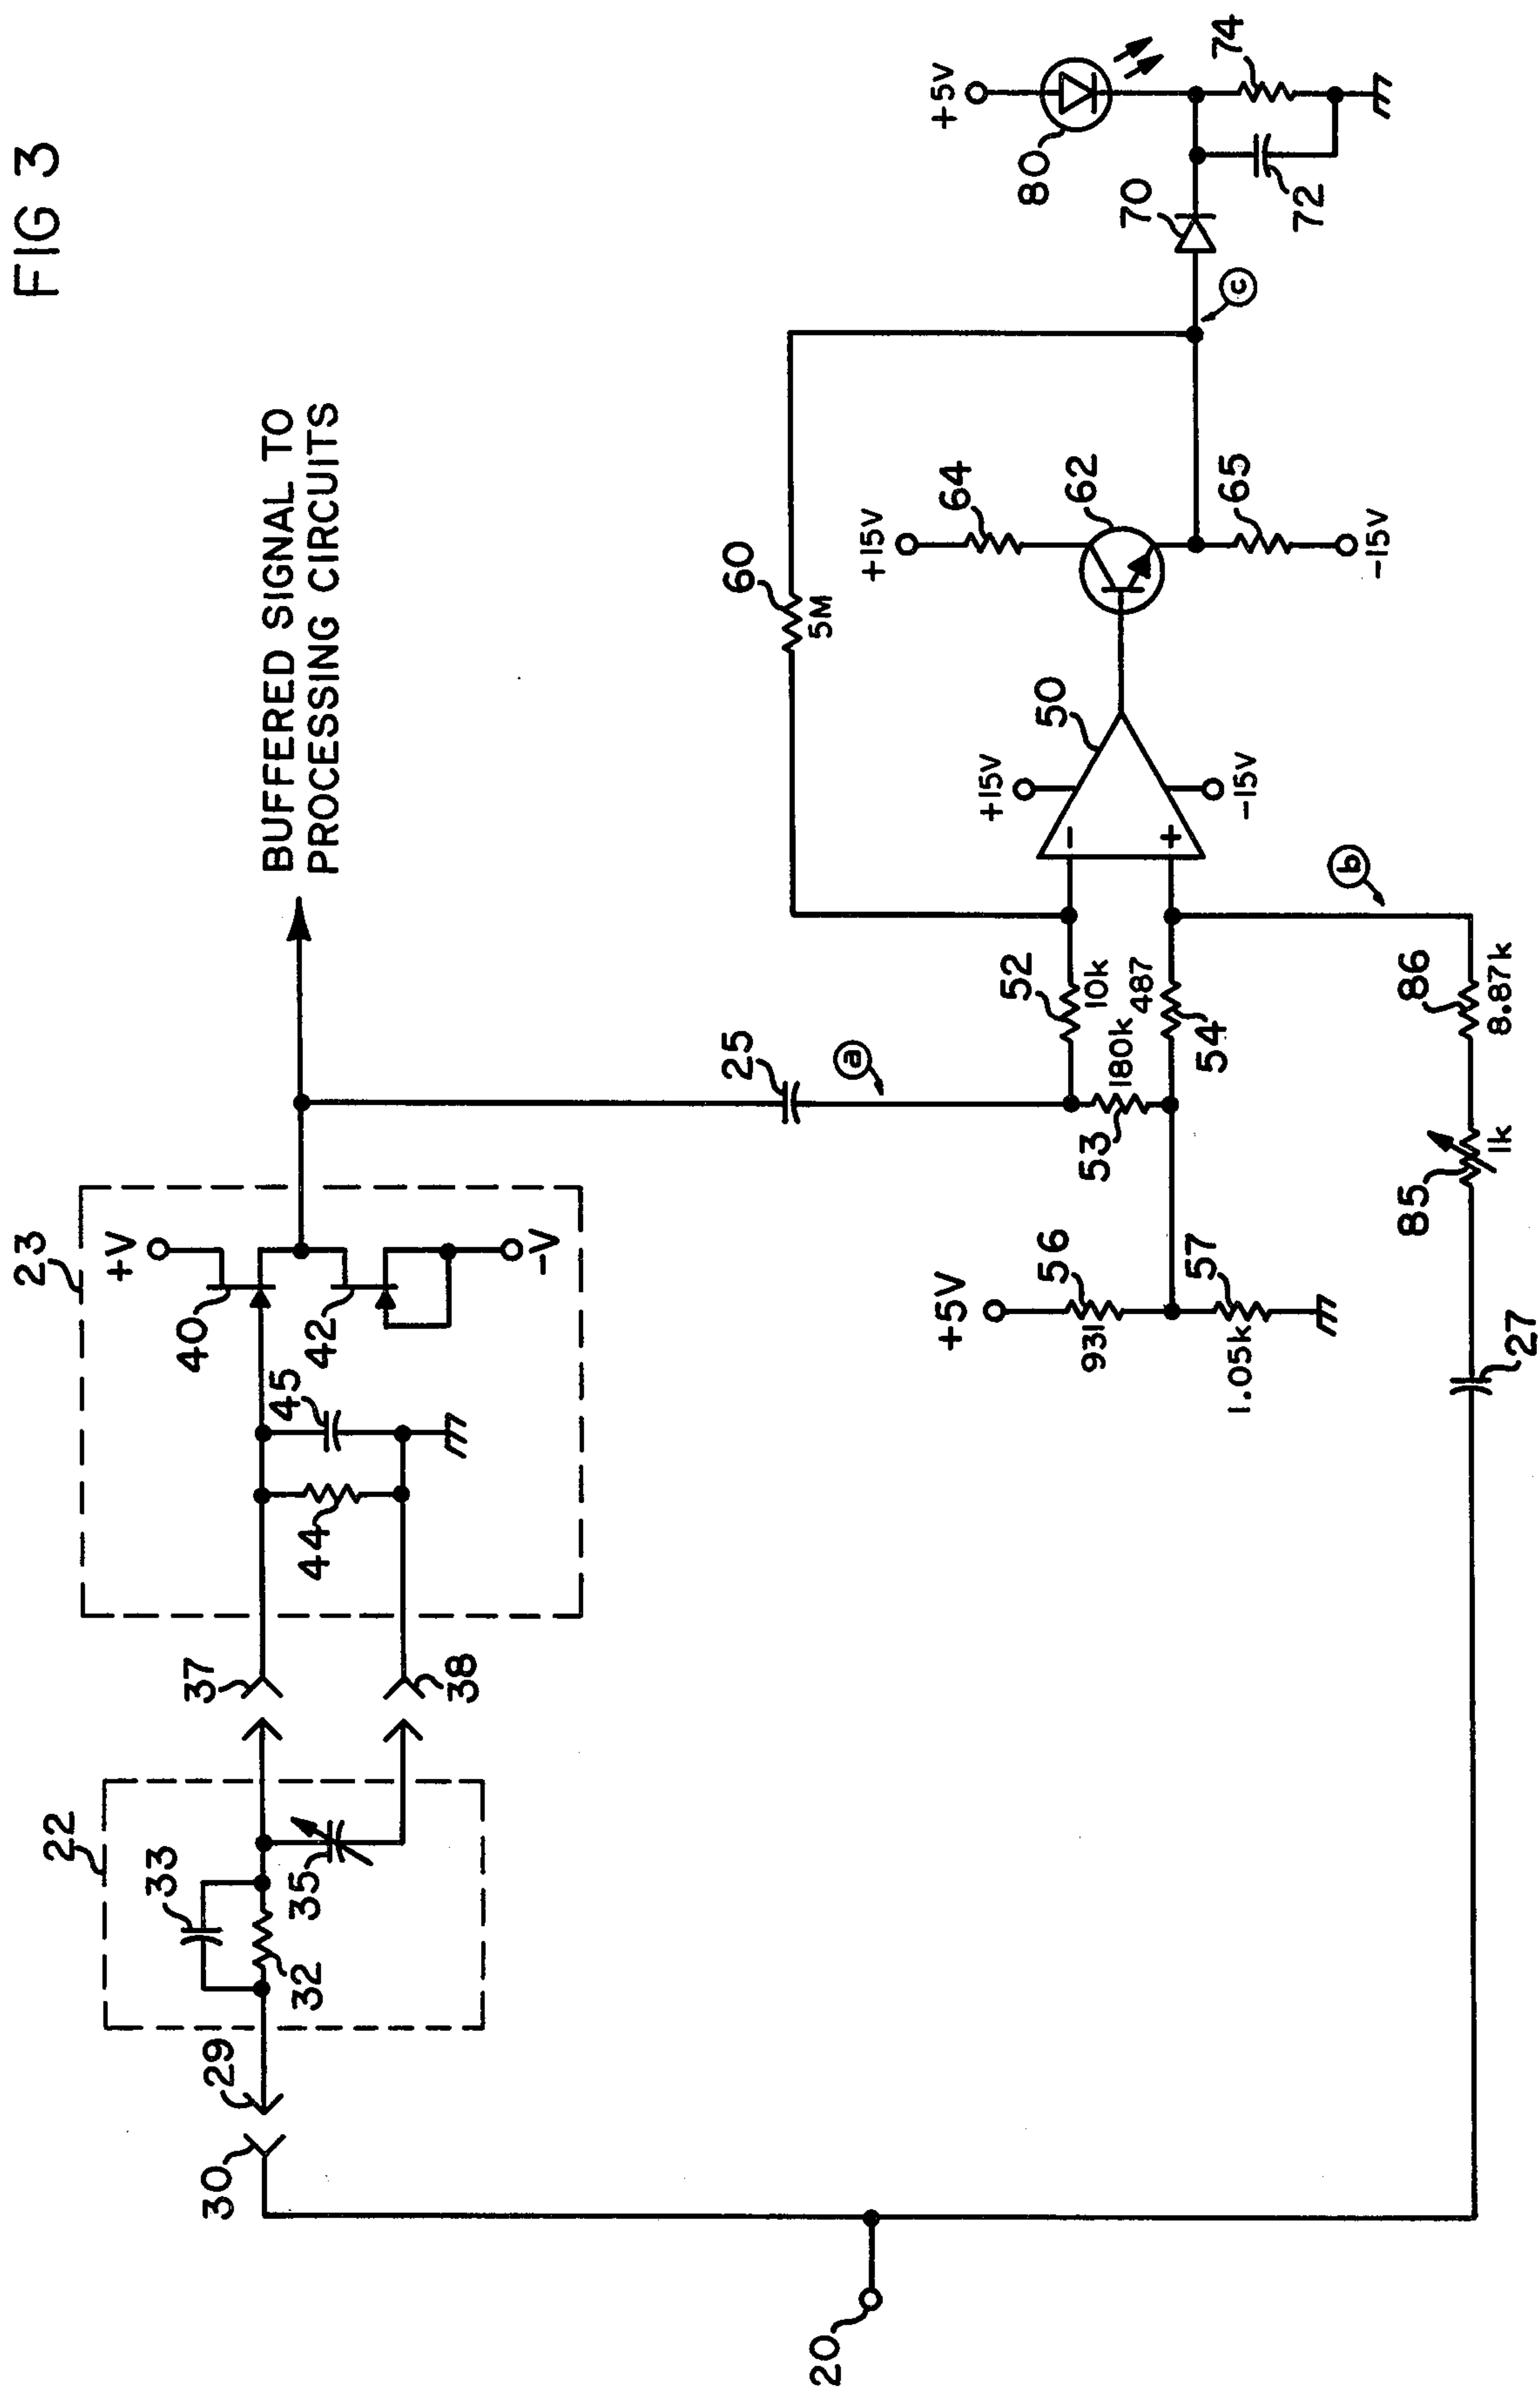 FIG 3
BUFFERED SIGNAL TO
PROCESSING CIRCUITS
23
+V
40
42
45
44
-V
37
38
22
33
35
32
29
30
20
25
a
60
5M
+15V
64
62
65
-15V
50
+15V
-15V
52
10k
180k
53
487
54
+5V
56
931
57
1.05k
b
86
8.87k
85
1k
27
c
70
72
74
80
+5V